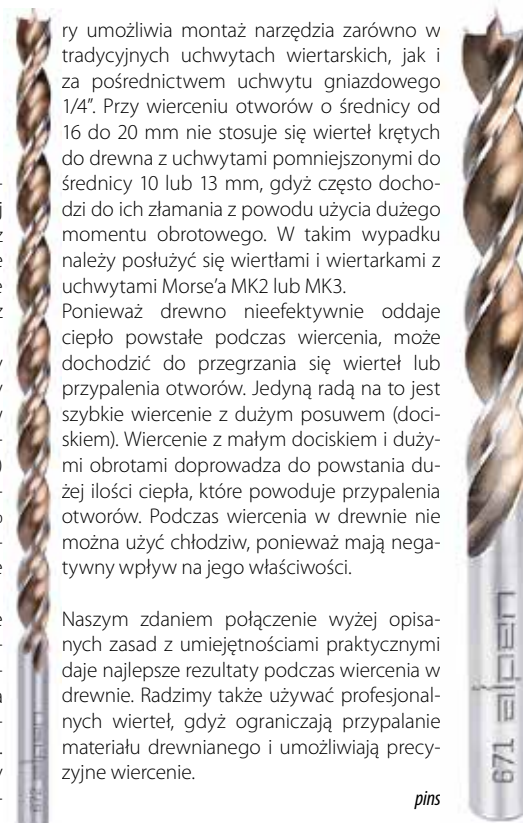 ry umożliwia montaż narzędzia zarówno w
tradycyjnych uchwytach wiertarskich, jak i
za pośrednictwem uchwytu gniazdowego
1/4”. Przy wierceniu otworów o średnicy od
16 do 20 mm nie stosuje się wierteł krętych
do drewna z uchwytami pomniejszonymi do
średnicy 10 lub 13 mm, gdyż często docho-
dzi do ich złamania z powodu użycia dużego
momentu obrotowego. W takim wypadku
należy posłużyć się wiertłami i wiertarkami z
uchwytami Morse’a MK2 lub MK3.
Ponieważ drewno nieefektywnie oddaje
ciepło powstałe podczas wiercenia, może
dochodzić do przegrzania się wierteł lub
przypalenia otworów. Jedyną radą na to jest
szybkie wiercenie z dużym posuwem (doci-
skiem). Wiercenie z małym dociskiem i duży-
mi obrotami doprowadza do powstania du-
żej ilości ciepła, które powoduje przypalenia
otworów. Podczas wiercenia w drewnie nie
można użyć chłodziw, ponieważ mają nega-
tywny wpływ na jego właściwości.
Naszym zdaniem połączenie wyżej opisa-
nych zasad z umiejętnościami praktycznymi
daje najlepsze rezultaty podczas wiercenia w
drewnie. Radzimy także używać profesjonal-
nych wierteł, gdyż ograniczają przypalanie
materiału drewnianego i umożliwiają precy-
zyjne wiercenie.
pins
672 alpen
671 alpen